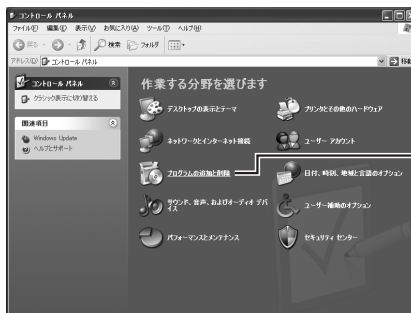 コントロール パネル
ファイル(F) 編集(E) 表示(V) お気に入り(A) ツール(T) ヘルプ(H)
戻る 検索 フォルダ
アドレス(D) コントロール パネル 移動
コントロール パネル
クラシック表示に切り替える
関連項目
Windows Update
ヘルプとサポート
作業する分野を選びます
デスクトップの表示とテーマ
プリンタとその他のハードウェア
ネットワークとインターネット接続
ユーザー アカウント
プログラムの追加と削除
日付、時刻、地域と言語のオプション
サウンド、音声、およびオーディオ デバ
イス
ユーザー補助のオプション
パフォーマンスとメンテナンス
セキュリティ センター